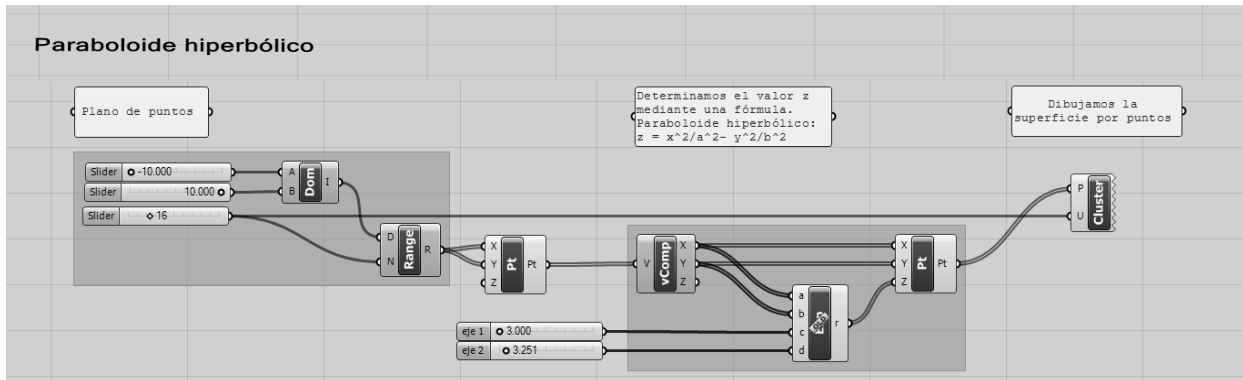 Paraboloide hiperbólico
Plano de puntos
Determinamos el valor z
mediante una fórmula.
Paraboloide hiperbólico:
z = x^2/a^2- y^2/b^2
Dibujamos la
superficie por puntos
Slider -10.000
Slider 10.000
Slider 16
A B Dom I
D N Range R
X Y Z Pt Pt
V vComp X Y Z
a b c d r
X Y Z Pt Pt
P U Cluster
eje 1 3.000
eje 2 3.251